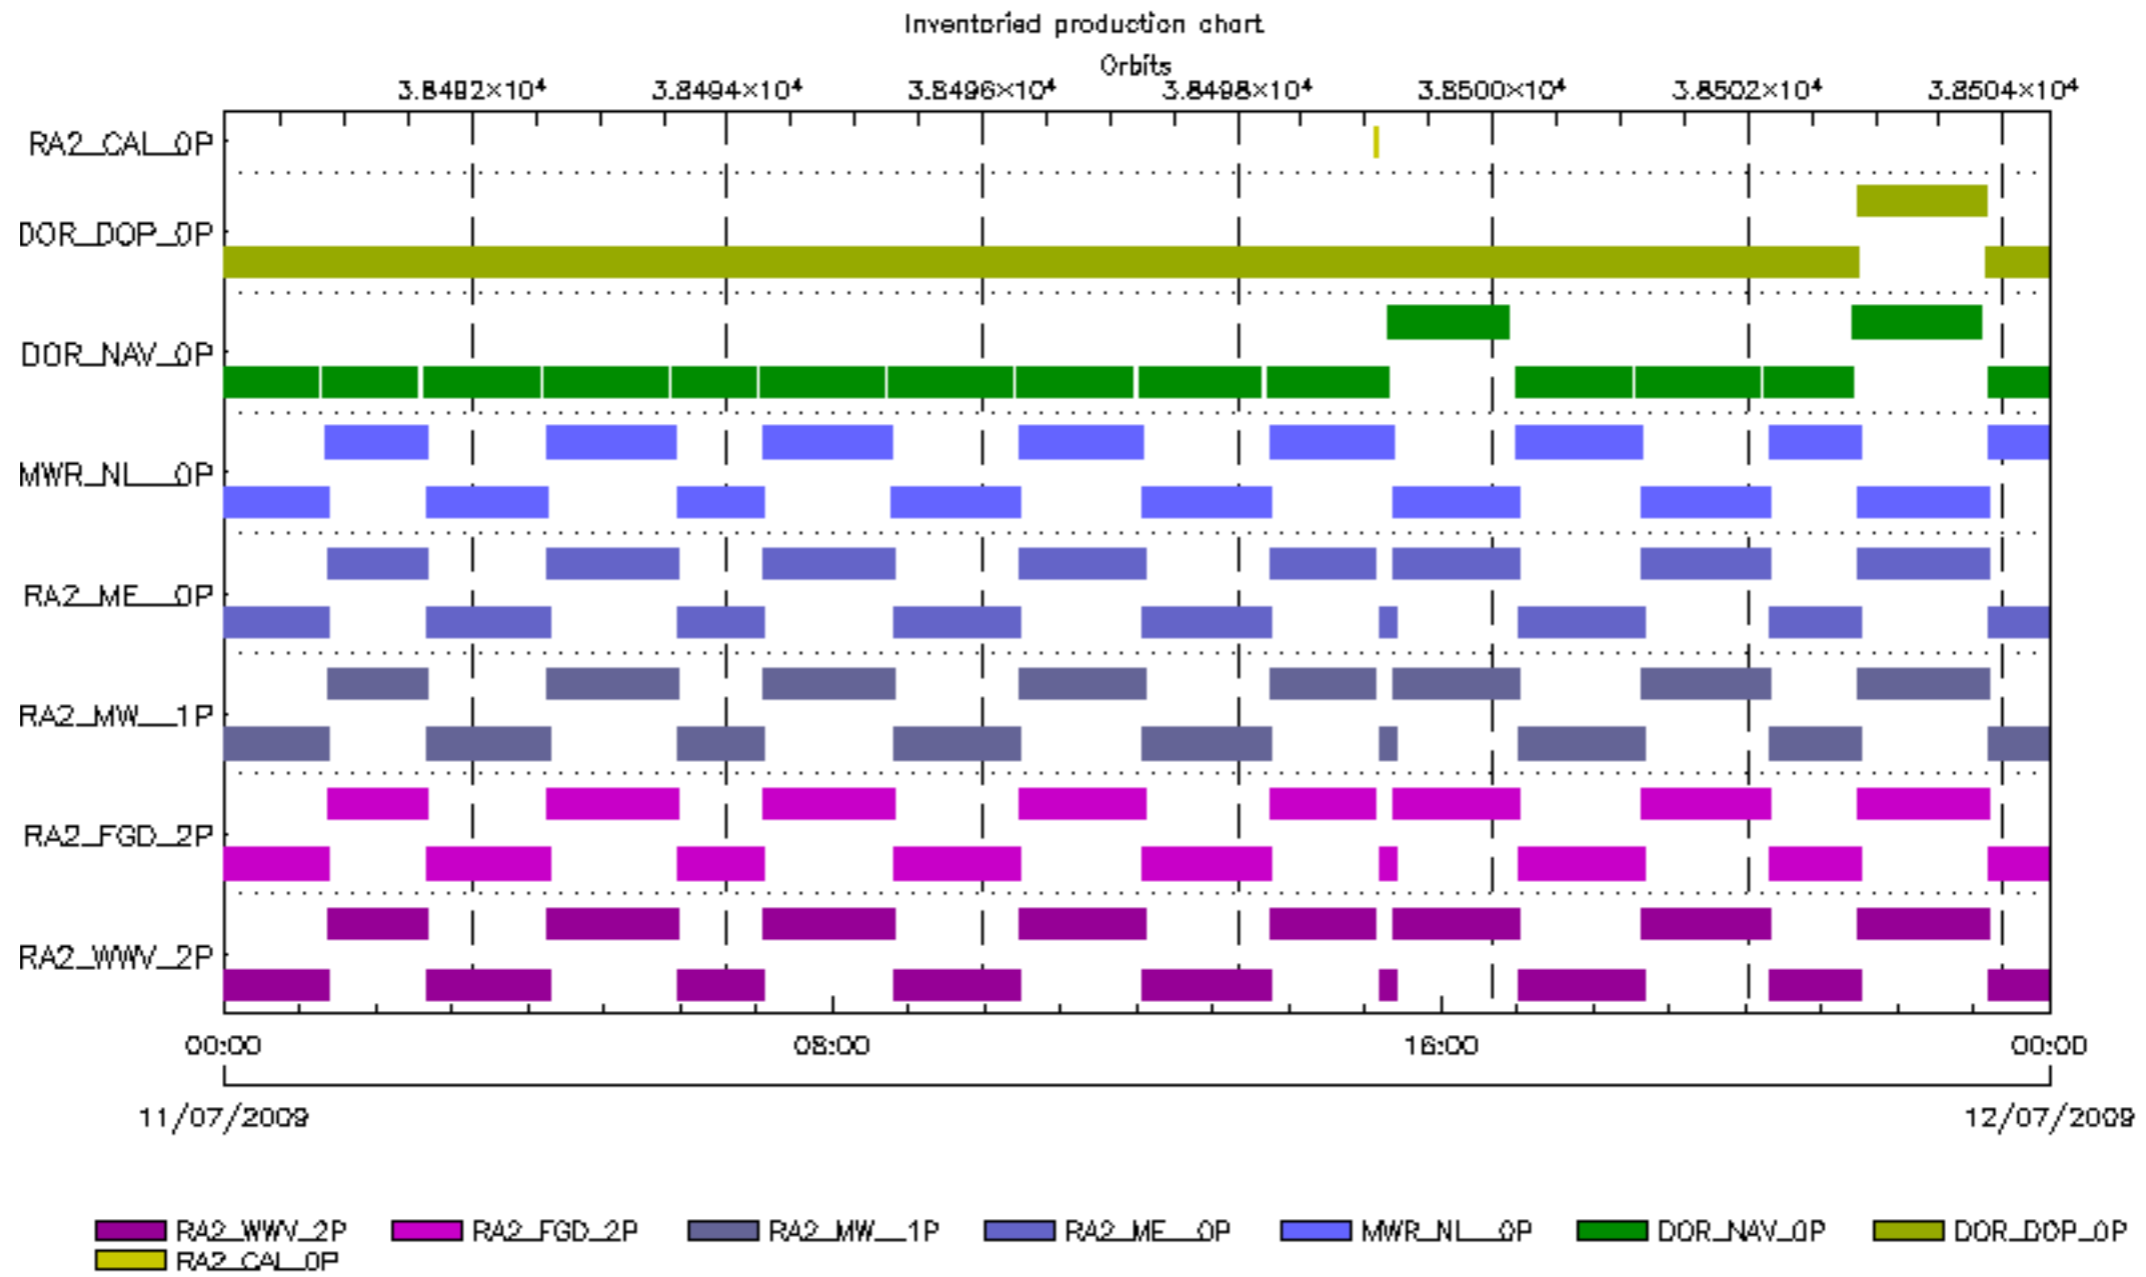 Inventoried production chart
Orbits
3.8492×10⁴ 3.8494×10⁴ 3.8496×10⁴ 3.8498×10⁴ 3.8500×10⁴ 3.8502×10⁴ 3.8504×10⁴
RA2_CAL_0P
DOR_DOP_0P
DOR_NAV_0P
MWR_NL__0P
RA2_ME__0P
RA2_MW__1P
RA2_FGD_2P
RA2_WWV_2P
00:00 08:00 16:00 00:00
11/07/2009 12/07/2009
RA2_WWV_2P RA2_FGD_2P RA2_MW__1P RA2_ME__0P MWR_NL__0P DOR_NAV_0P DOR_DOP_0P
RA2_CAL_0P